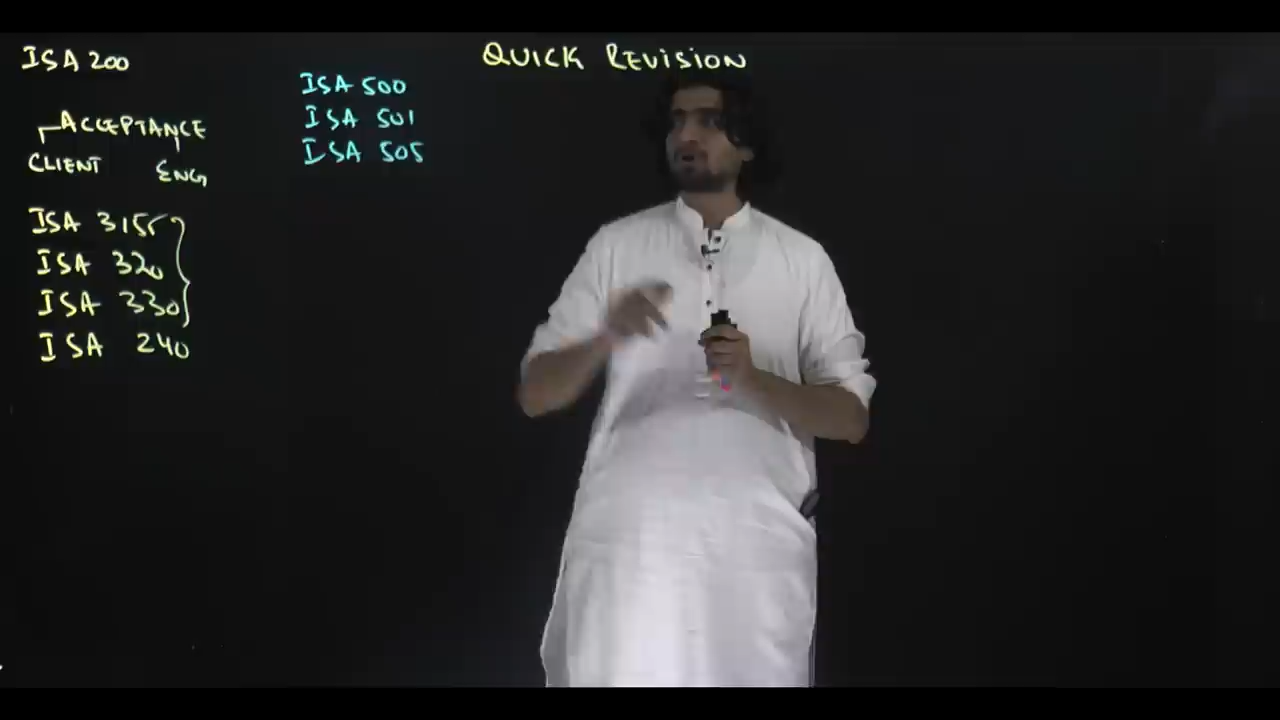 ISA 200
QUICK REVISION
ACCEPTANCE
CLIENT ENG
ISA 315
ISA 320
ISA 330
ISA 240
ISA 500
ISA 501
ISA 505